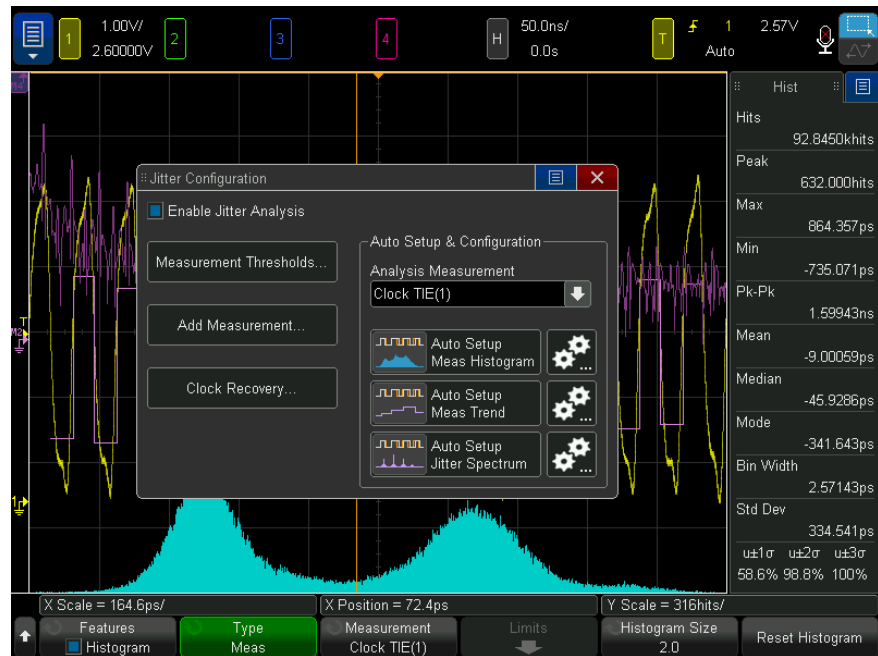 1 1.00V/ 2.60000V 2 3 4 H 50.0ns/ 0.0s T 1 2.57V Auto
M4
Hist
Hits
92.8450khits
Peak
632.000hits
Max
864.357ps
Min
-735.071ps
Pk-Pk
1.59943ns
Mean
-9.00059ps
Median
-45.9286ps
Mode
-341.643ps
Bin Width
2.57143ps
Std Dev
334.541ps
u±1σ u±2σ u±3σ
58.6% 98.8% 100%
Jitter Configuration
Enable Jitter Analysis
Measurement Thresholds...
Add Measurement...
Clock Recovery...
Auto Setup & Configuration
Analysis Measurement
Clock TIE(1)
Auto Setup
Meas Histogram
...
Auto Setup
Meas Trend
...
Auto Setup
Jitter Spectrum
...
T
M2
1
X Scale = 164.6ps/ X Position = 72.4ps Y Scale = 316hits/
Features
Histogram
Type
Meas
Measurement
Clock TIE(1)
Limits
Histogram Size
2.0
Reset Histogram